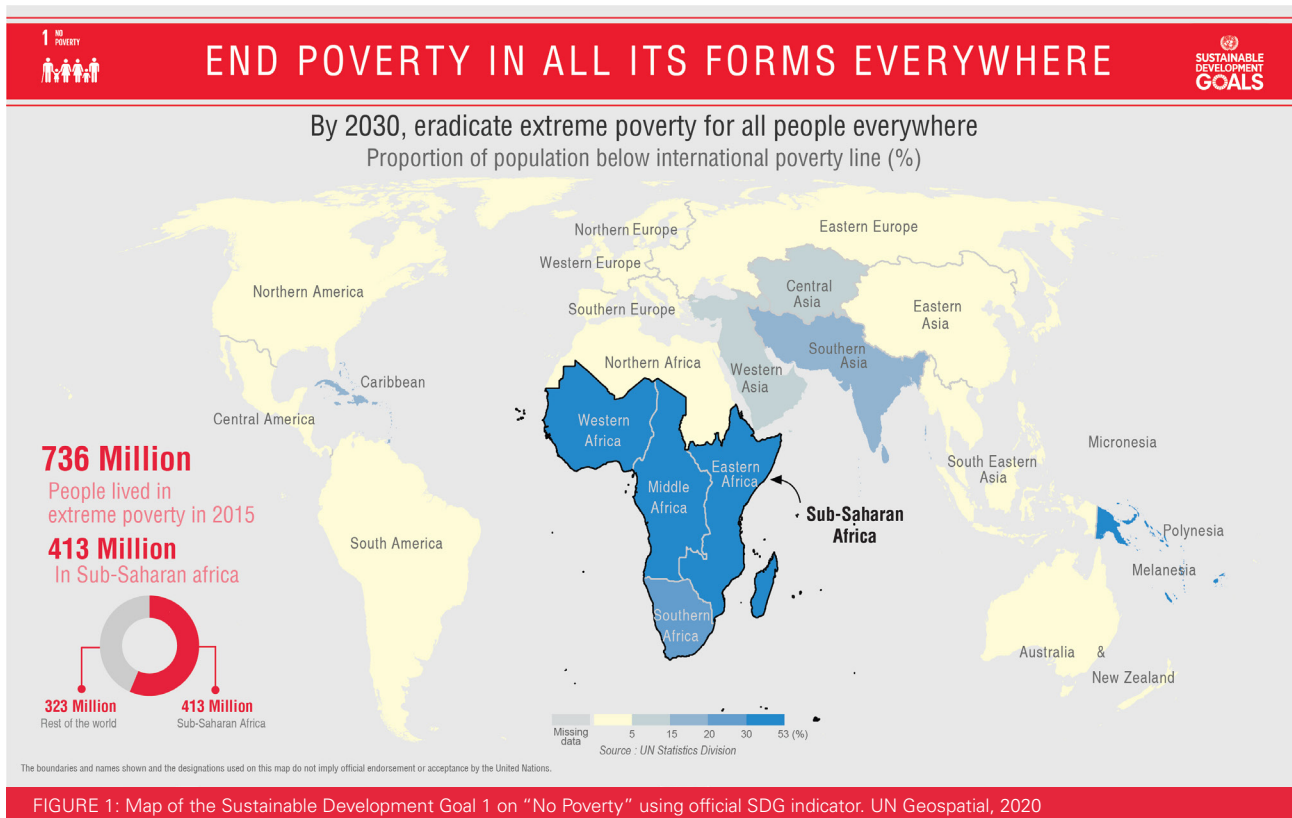 1 NO
POVERTY
END POVERTY IN ALL ITS FORMS EVERYWHERE
SUSTAINABLE
DEVELOPMENT
GOALS
By 2030, eradicate extreme poverty for all people everywhere
Proportion of population below international poverty line (%)
Northern Europe
Eastern Europe
Western Europe
Northern America
Central
Asia
Southern Europe
Eastern
Asia
Northern Africa
Southern
Asia
Western
Asia
Caribbean
Central America
Western
Africa
Micronesia
South Eastern
Asia
Eastern
Africa
Middle
Africa
Sub-Saharan
Africa
Polynesia
South America
Melanesia
Southern
Africa
Australia &
New Zealand
736 Million
People lived in
extreme poverty in 2015
413 Million
In Sub-Saharan africa
323 Million
Rest of the world
413 Million
Sub-Saharan Africa
Missing
data
5 15 20 30 53 (%)
Source : UN Statistics Division
The boundaries and names shown and the designations used on this map do not imply official endorsement or acceptance by the United Nations.
FIGURE 1: Map of the Sustainable Development Goal 1 on “No Poverty” using official SDG indicator. UN Geospatial, 2020